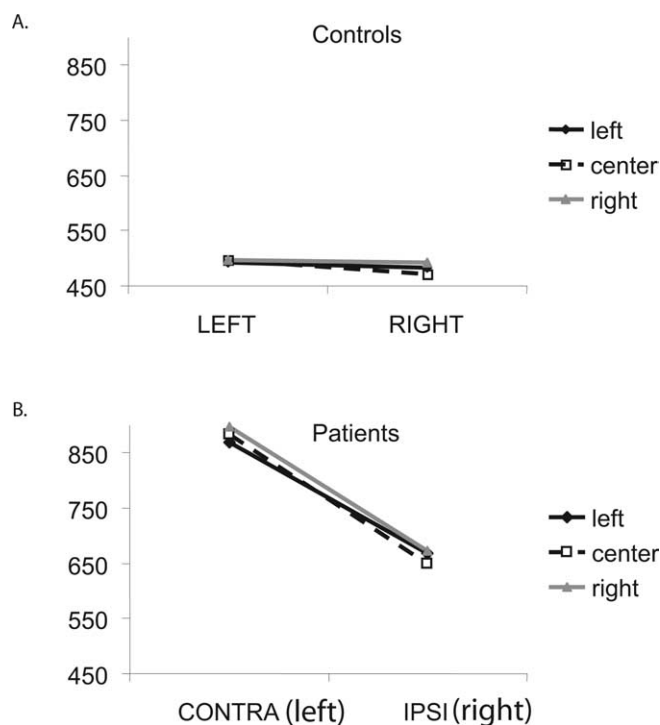 A.
Controls
850
750
650
550
450
LEFT RIGHT
left
center
right
B.
Patients
850
750
650
550
450
CONTRA (left) IPSI (right)
left
center
right